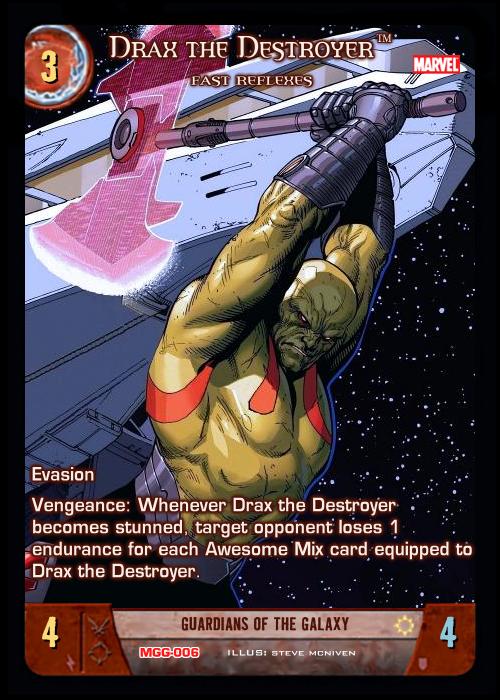 3
DRAX THE DESTROYER™
MARVEL
FAST REFLEXES
Evasion
Vengeance: Whenever Drax the Destroyer
becomes stunned, target opponent loses 1
endurance for each Awesome Mix card equipped to
Drax the Destroyer.
4
GUARDIANS OF THE GALAXY
4
MGG-006
ILLUS: STEVE MCNIVEN